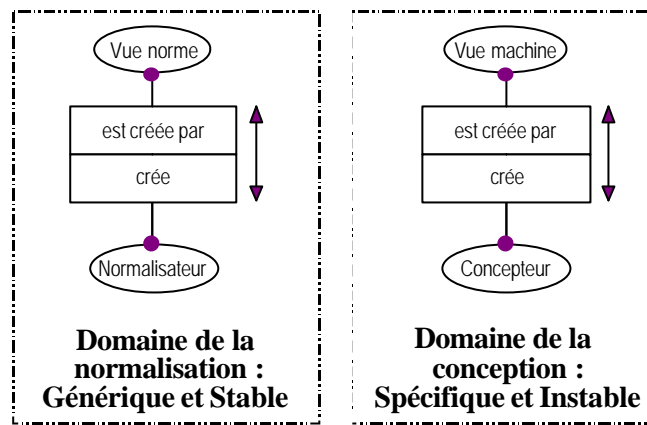 Vue norme
est créée par
crée
Normalisateur
Domaine de la
normalisation :
Générique et Stable
Vue machine
est créée par
crée
Concepteur
Domaine de la
conception :
Spécifique et Instable